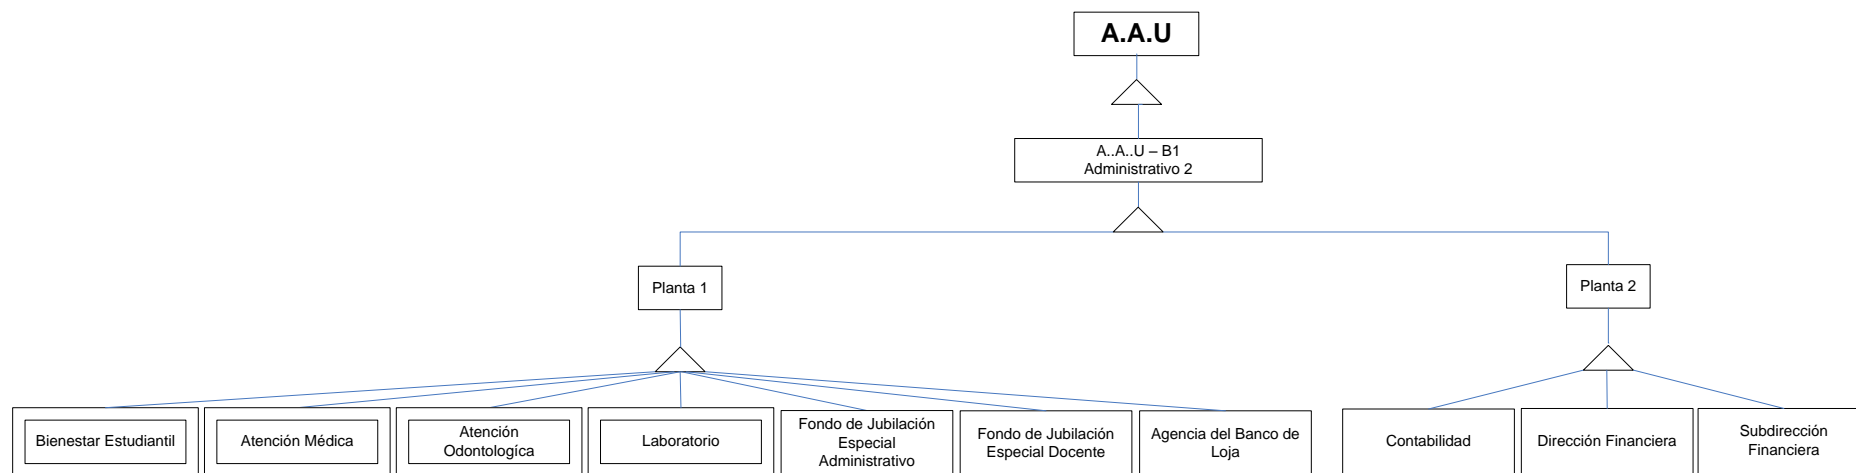 A.A.U
A..A..U – B1
Administrativo 2
Planta 1
Planta 2
Bienestar Estudiantil
Atención Médica
Atención
Odontologíca
Laboratorio
Fondo de Jubilación
Especial
Administrativo
Fondo de Jubilación
Especial Docente
Agencia del Banco de
Loja
Contabilidad
Dirección Financiera
Subdirección
Financiera